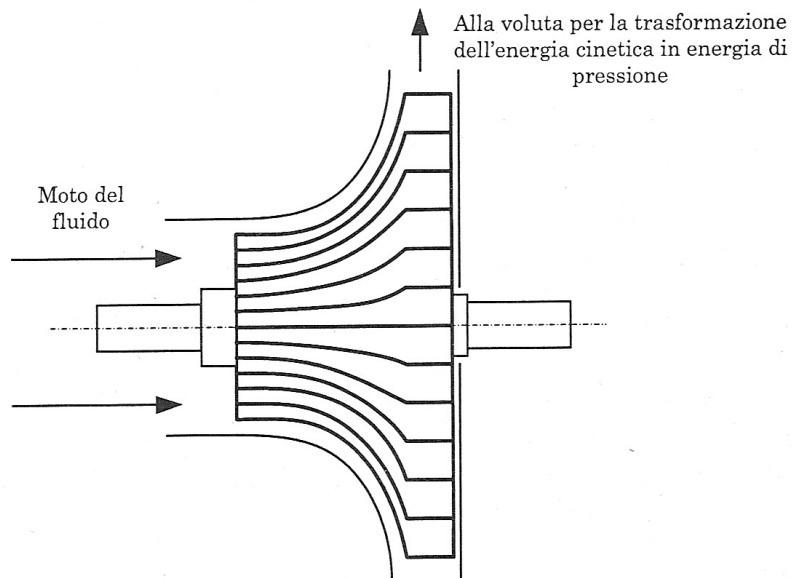 Alla voluta per la trasformazione
dell'energia cinetica in energia di
pressione
Moto del
fluido